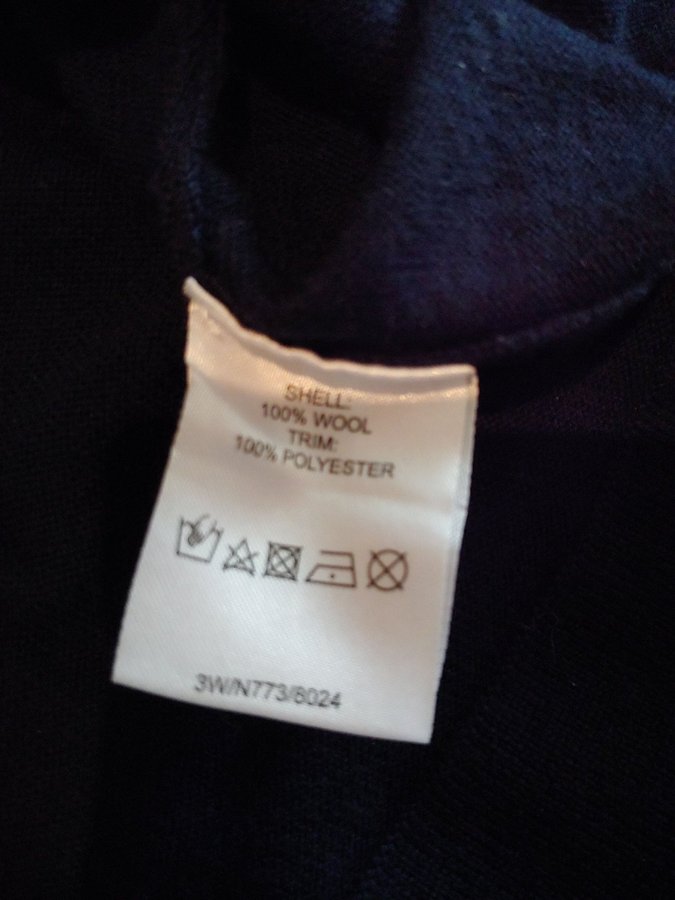 SHELL:
100% WOOL
TRIM:
100% POLYESTER
3W/N773/8024